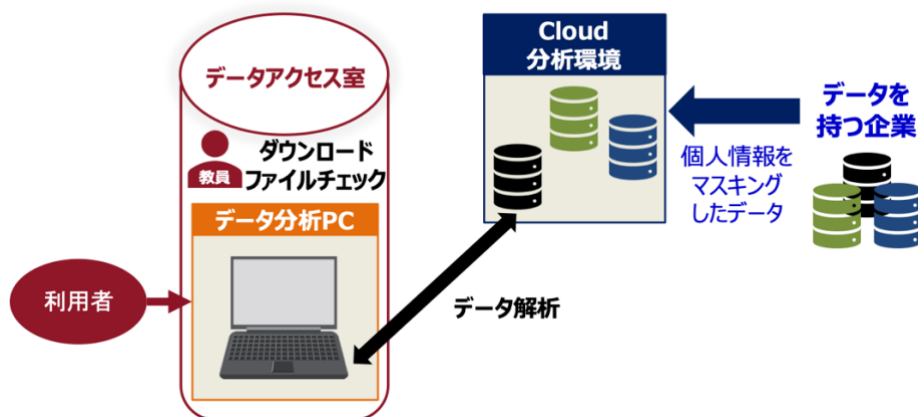 データアクセス室
教員
ダウンロード
ファイルチェック
データ分析PC
利用者
データ解析
Cloud
分析環境
個人情報を
マスキング
したデータ
データを
持つ企業